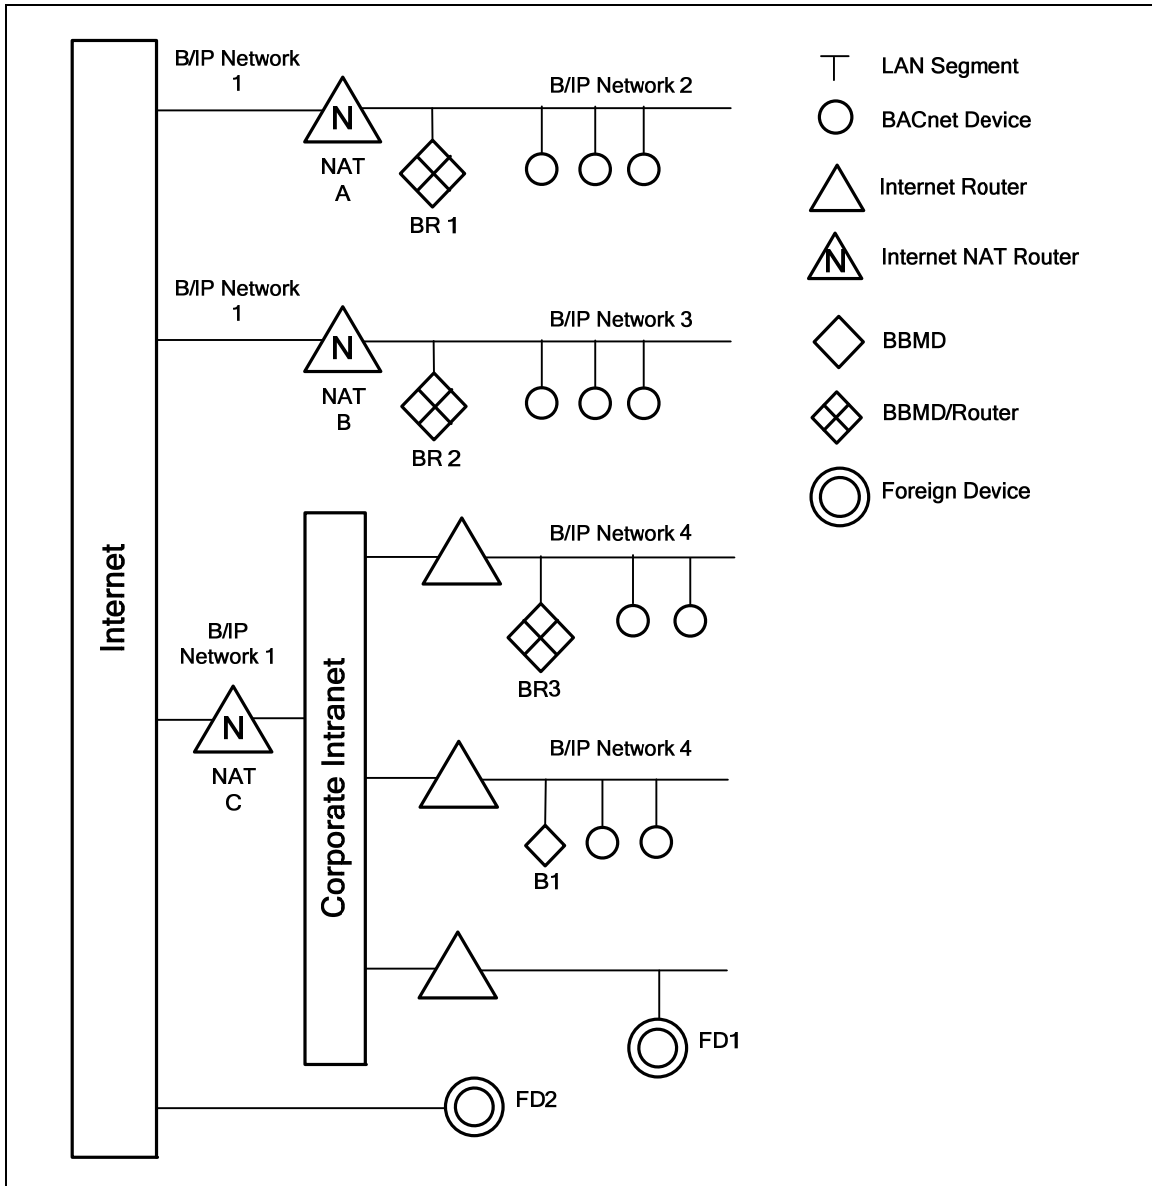 B/IP Network
1
N
NAT
A
B/IP Network 2
BR 1
B/IP Network
1
N
NAT
B
B/IP Network 3
BR 2
Internet
B/IP
Network 1
N
NAT
C
Corporate Intranet
B/IP Network 4
BR3
B/IP Network 4
B1
FD1
FD2
LAN Segment
BACnet Device
Internet Router
N
Internet NAT Router
BBMD
BBMD/Router
Foreign Device